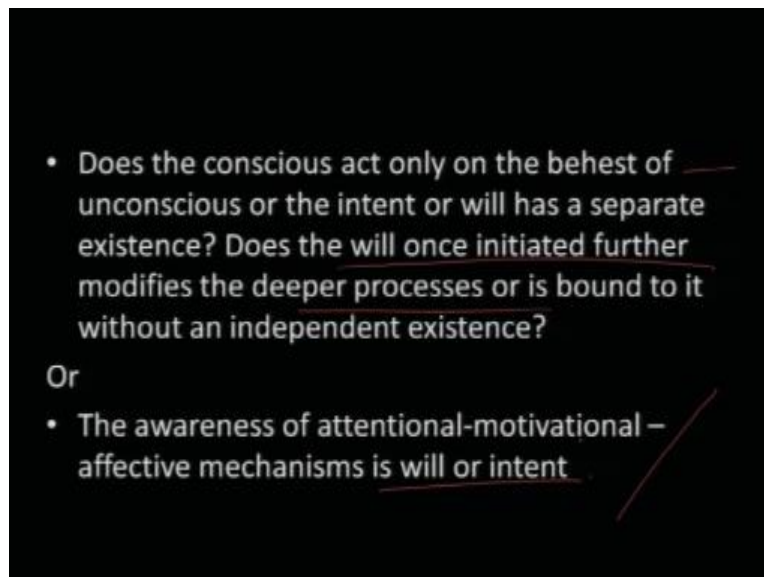 • Does the conscious act only on the behest of
unconscious or the intent or will has a separate
existence? Does the will once initiated further
modifies the deeper processes or is bound to it
without an independent existence?
Or
• The awareness of attentional-motivational –
affective mechanisms is will or intent